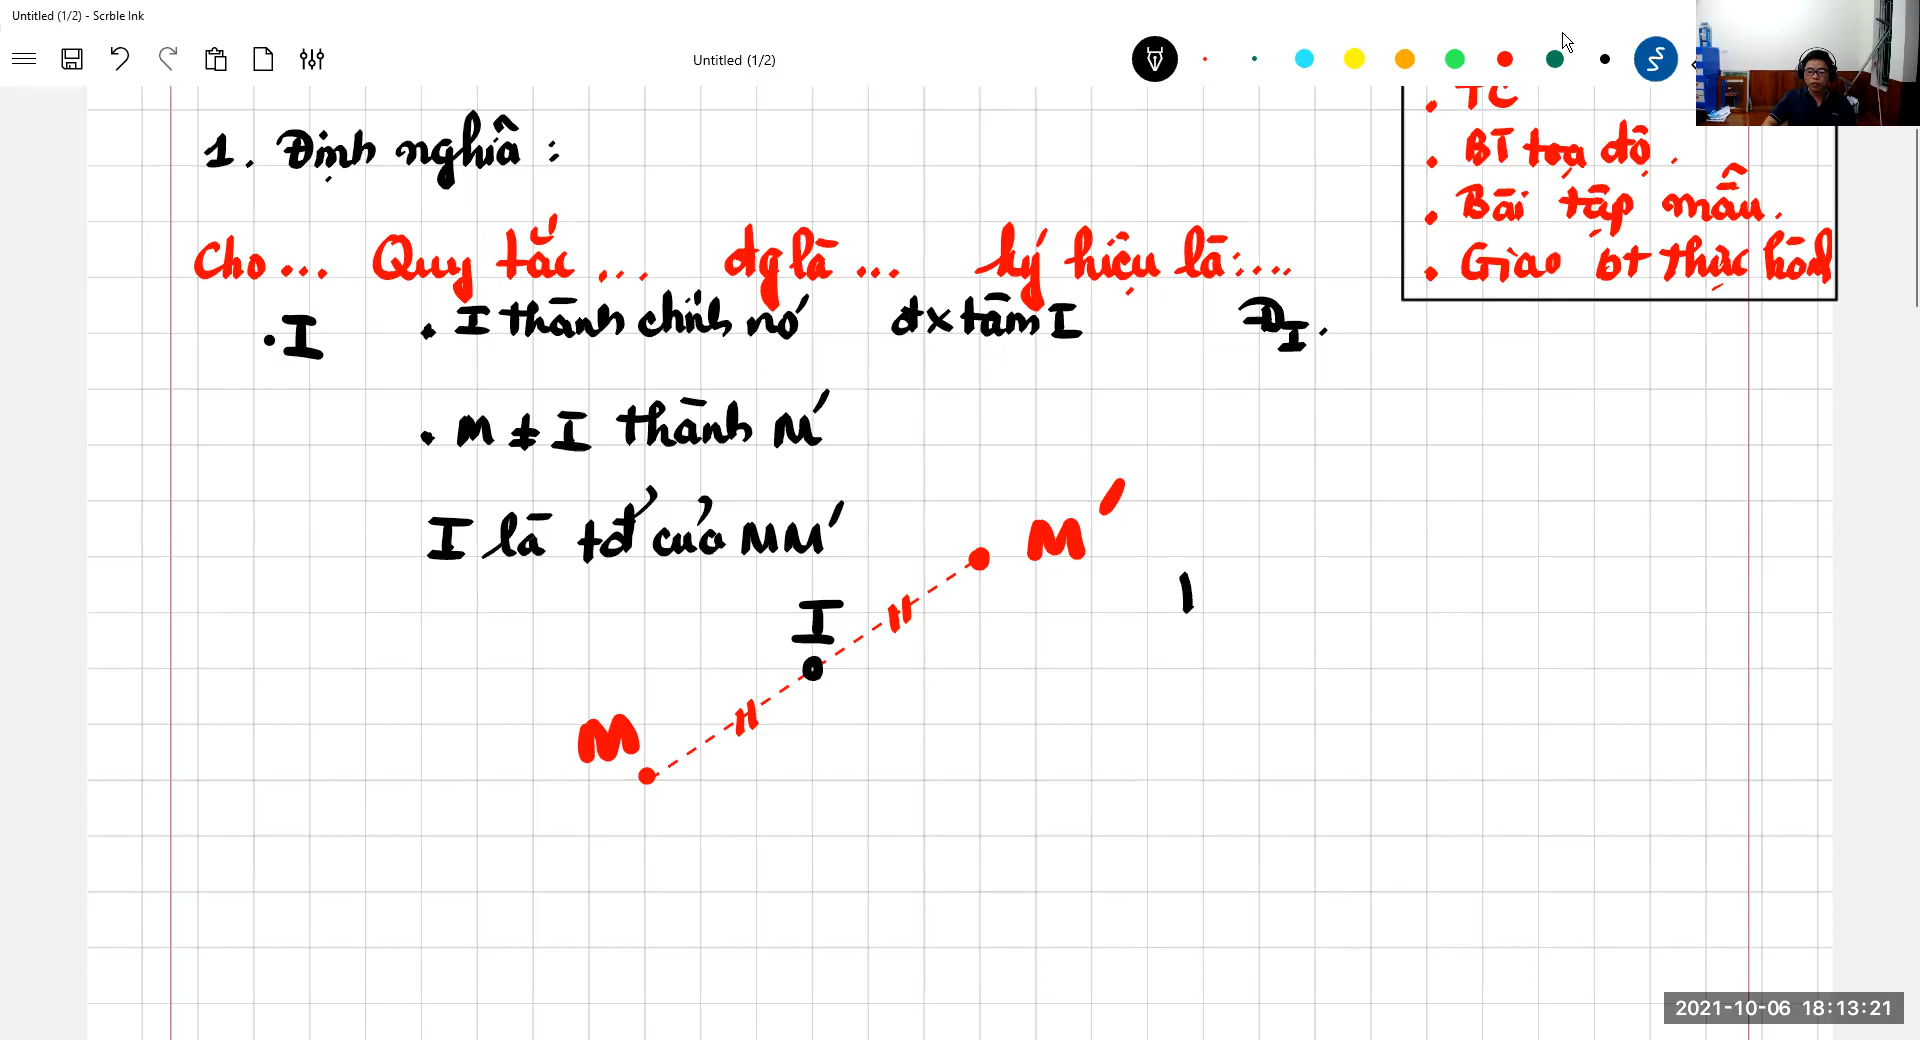 Untitled (1/2) - Scrble Ink
Untitled (1/2)
. TC
. BT toạ độ.
. Bài tập mẫu.
. Giao bt thực hành
1. Định nghĩa :
Cho... Quy tắc ... đg là ... ký hiệu là:...
. I
. I thành chính nó đx tâm I Đ_I.
. M ≠ I thành M'
I là tđ của MM'
M'
I
M
2021-10-06 18:13:21